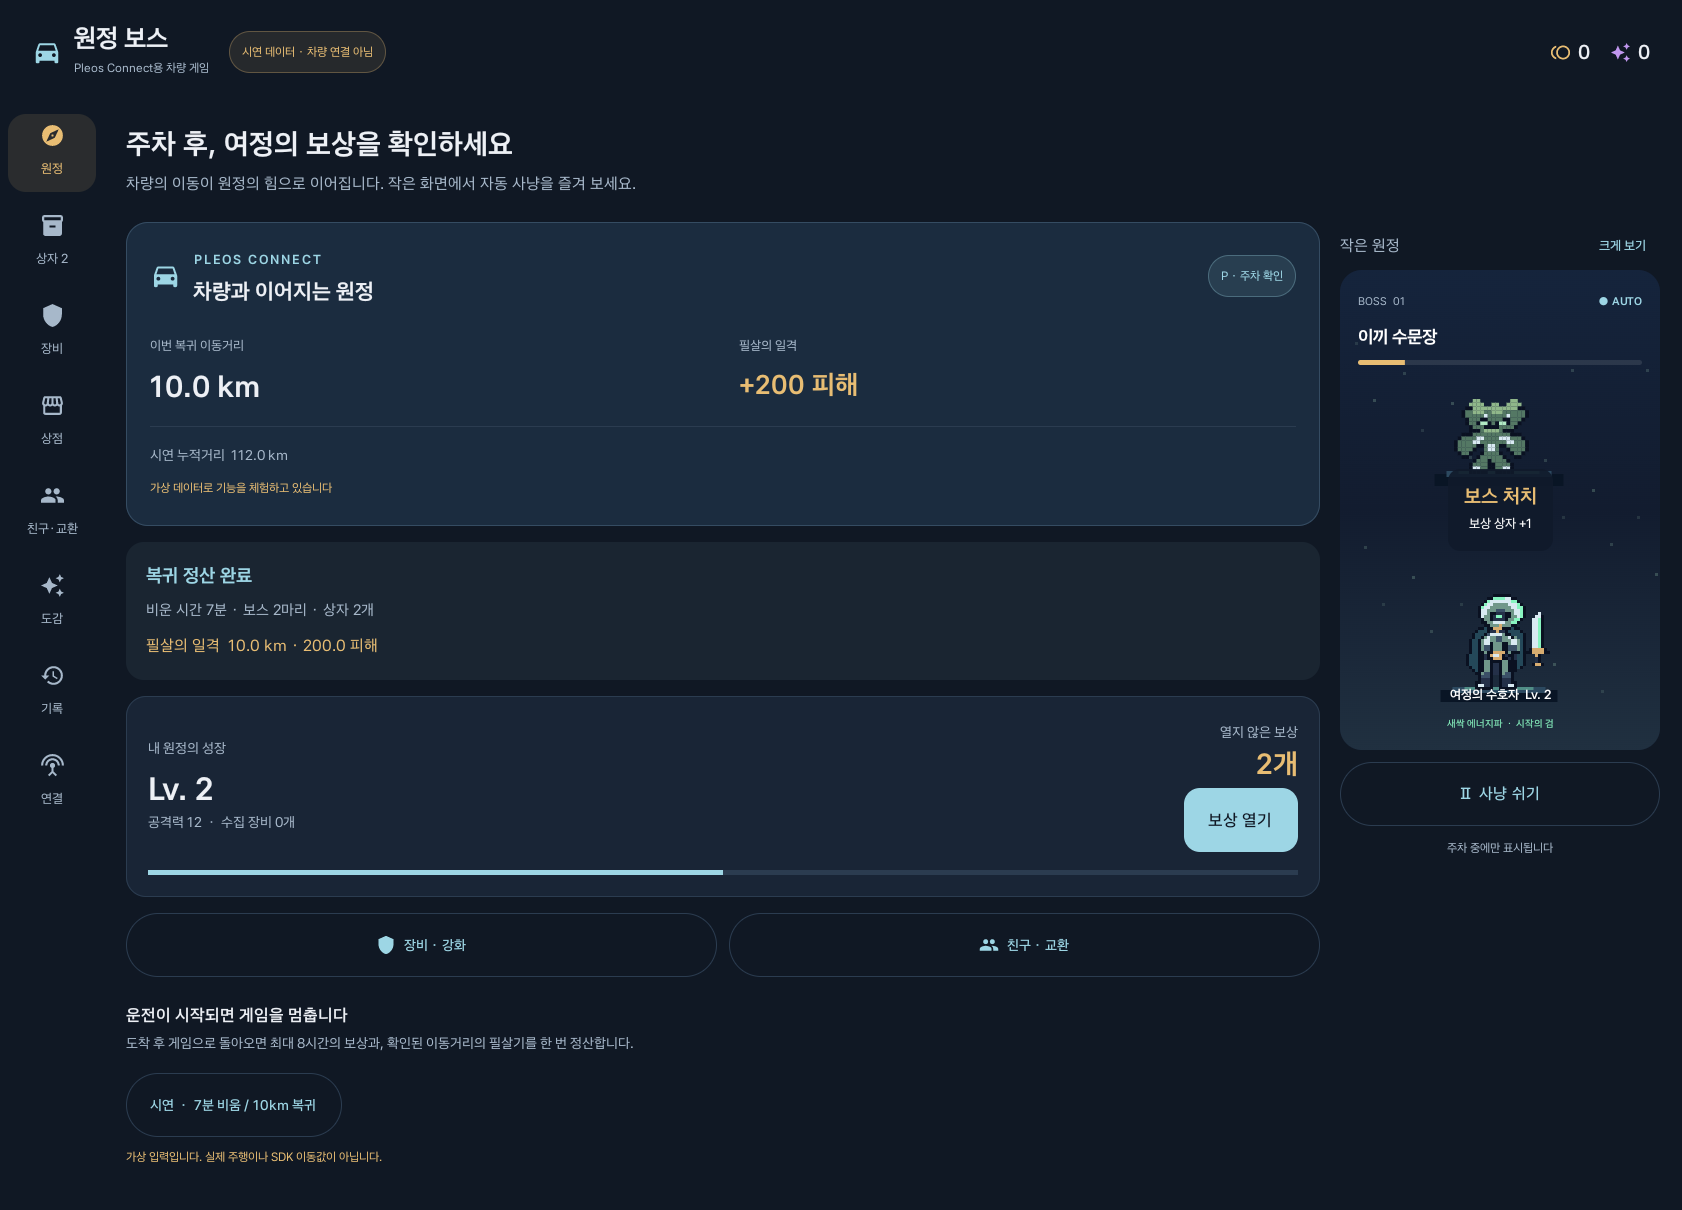 원정 보스
Pleos Connect용 차량 게임
시연 데이터 · 차량 연결 아님
0
0
원정
상자 2
장비
상점
친구·교환
도감
기록
연결
주차 후, 여정의 보상을 확인하세요
차량의 이동이 원정의 힘으로 이어집니다. 작은 화면에서 자동 사냥을 즐겨 보세요.
PLEOS CONNECT
차량과 이어지는 원정
P · 주차 확인
이번 복귀 이동거리
10.0 km
필살의 일격
+200 피해
시연 누적거리 112.0 km
가상 데이터로 기능을 체험하고 있습니다
복귀 정산 완료
비운 시간 7분 · 보스 2마리 · 상자 2개
필살의 일격 10.0 km · 200.0 피해
내 원정의 성장
Lv. 2
공격력 12 · 수집 장비 0개
열지 않은 보상
2개
보상 열기
장비 · 강화
친구 · 교환
운전이 시작되면 게임을 멈춥니다
도착 후 게임으로 돌아오면 최대 8시간의 보상과, 확인된 이동거리의 필살기를 한 번 정산합니다.
시연 · 7분 비움 / 10km 복귀
가상 입력입니다. 실제 주행이나 SDK 이동값이 아닙니다.
작은 원정
크게 보기
BOSS 01
AUTO
이끼 수문장
보스 처치
보상 상자 +1
여정의 수호자 Lv. 2
새싹 에너지파 · 시작의 검
사냥 쉬기
주차 중에만 표시됩니다